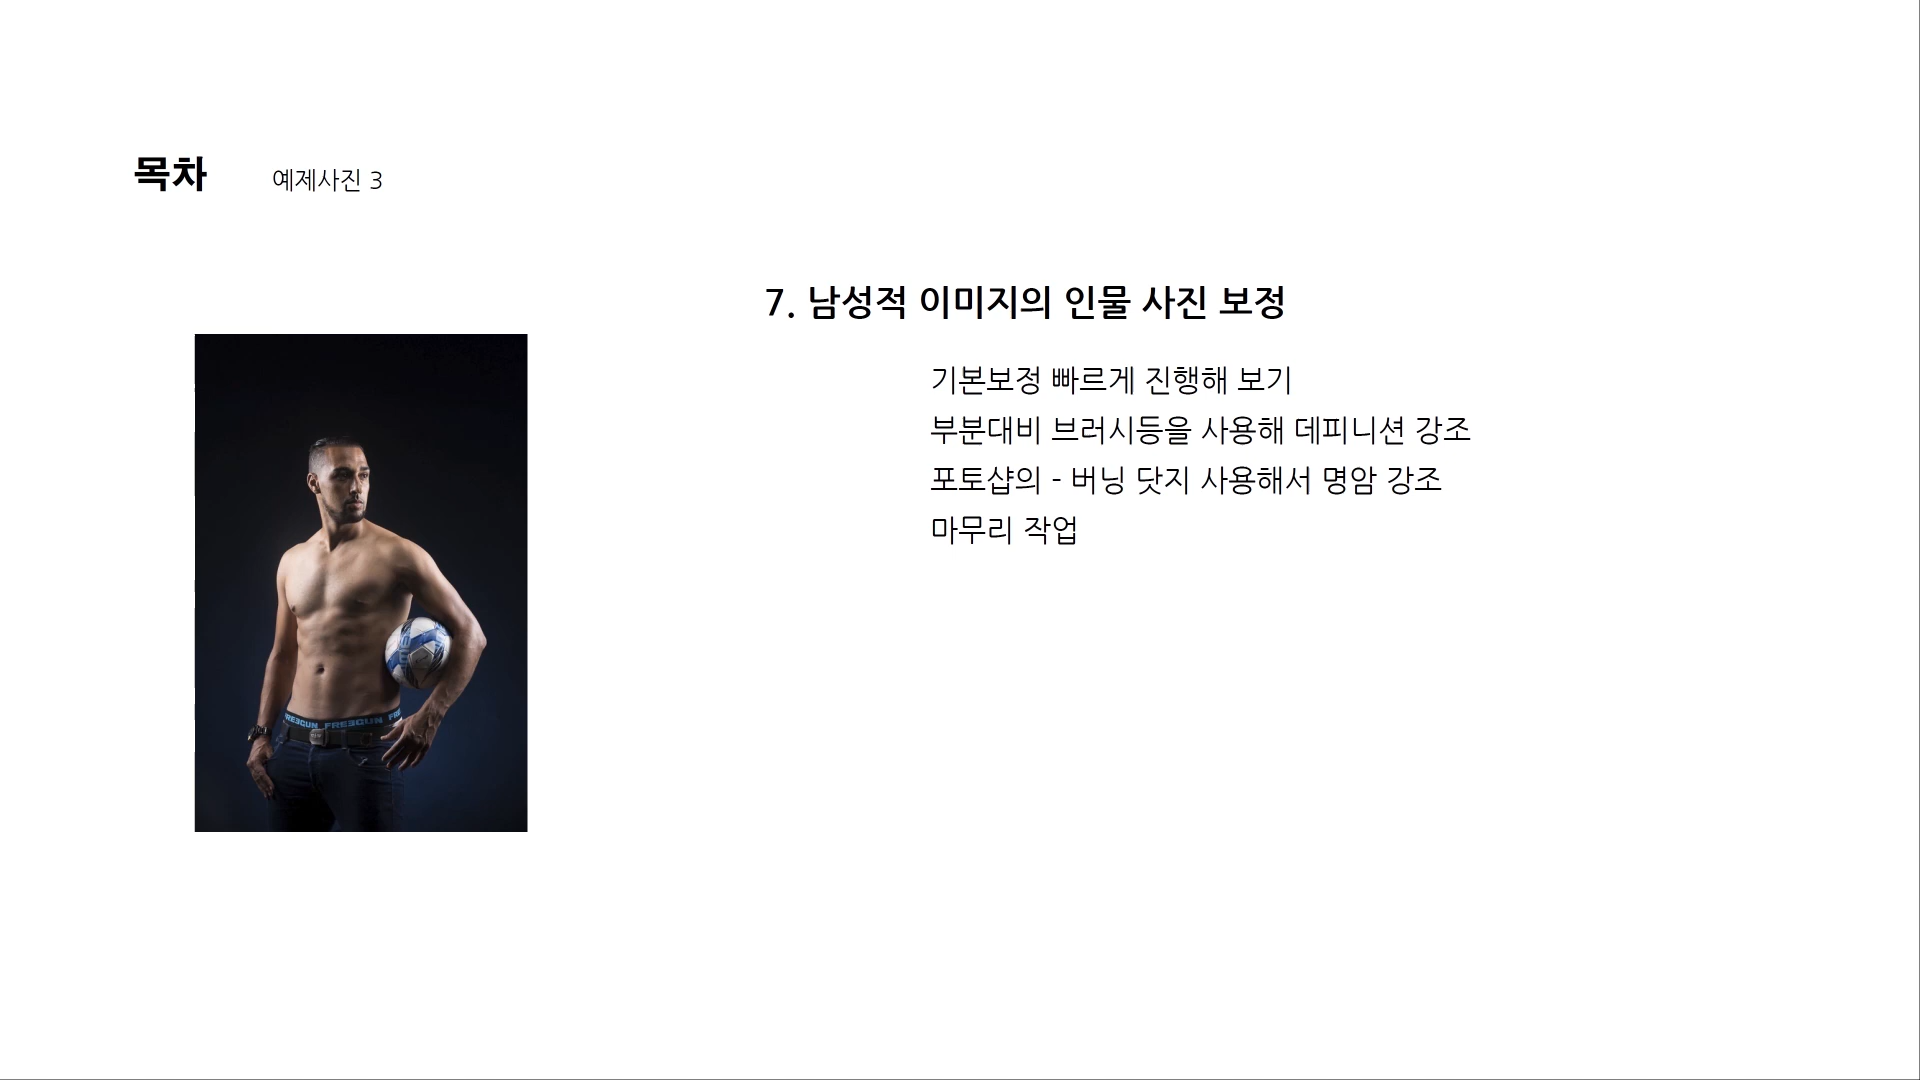 목차
예제사진 3
7. 남성적 이미지의 인물 사진 보정
기본보정 빠르게 진행해 보기
부분대비 브러시등을 사용해 데피니션 강조
포토샵의 - 버닝 닷지 사용해서 명암 강조
마무리 작업
FREEGUN FREEGUN FRE